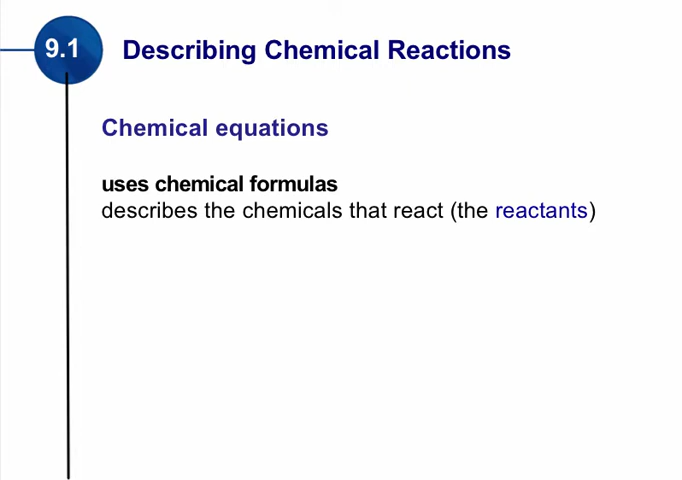 9.1 Describing Chemical Reactions
Chemical equations
uses chemical formulas
describes the chemicals that react (the reactants)